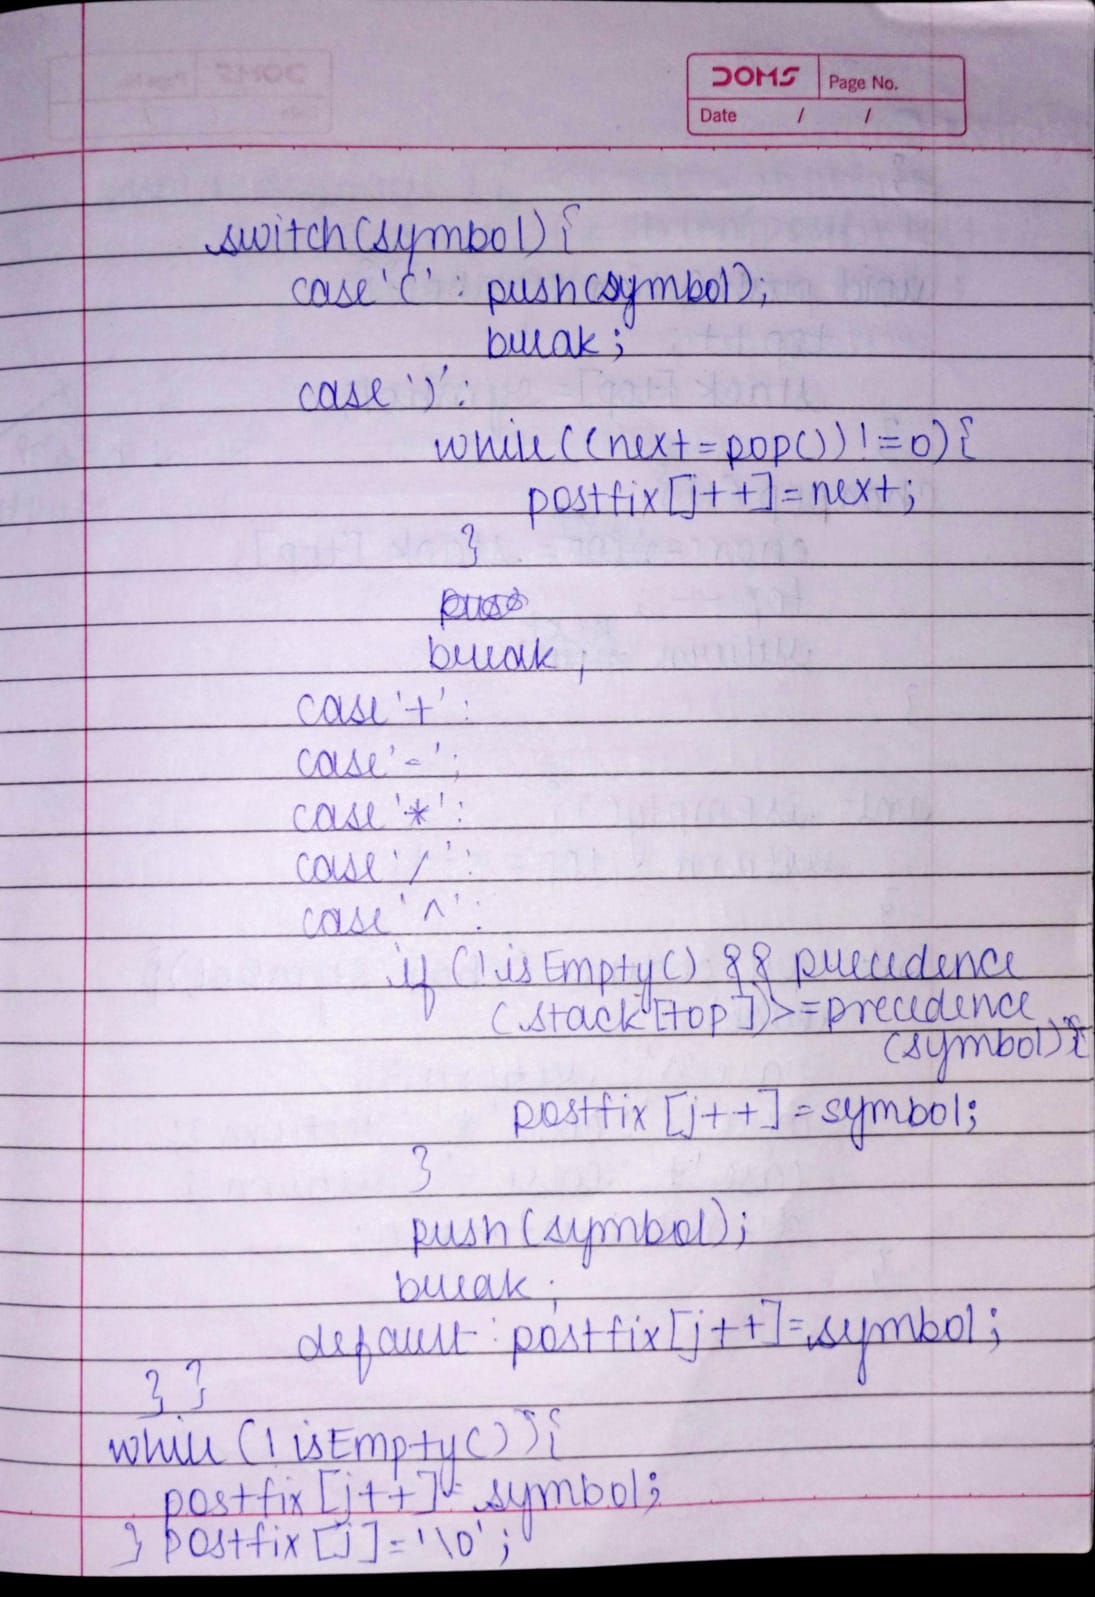 DOMS Page No.
Date / /
switch(symbol){
case '(' : push(symbol);
break;
case ')':
while((next=pop())!=0){
postfix[j++]=next;
}
break;
case '+':
case '-';
case '*':
case '/':
case '^':
if (!isEmpty() && precedence
(stack[top])>=precedence
(symbol){
postfix[j++]=symbol;
}
push(symbol);
break;
default: postfix[j++]=symbol;
} }
while (!isEmpty()){
postfix[j++]=symbol;
} postfix[j]='\0';